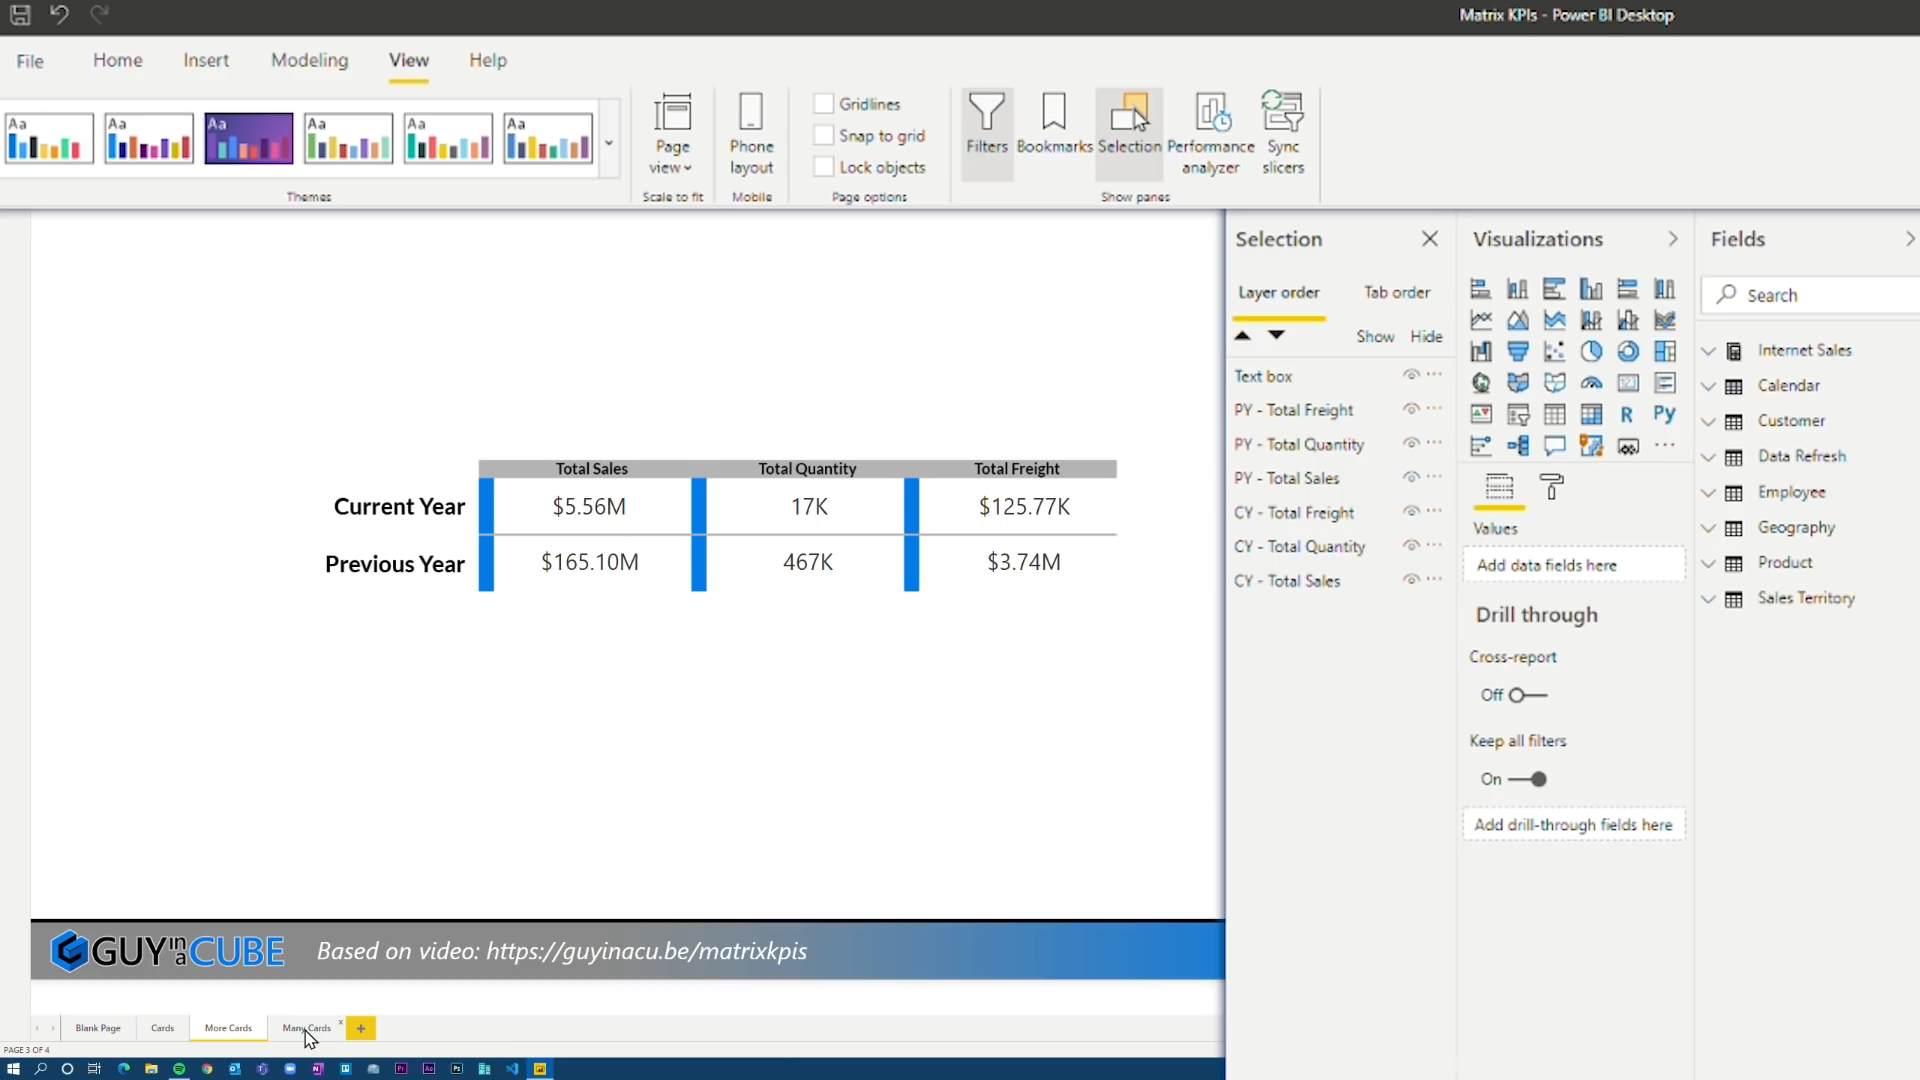 Matrix KPIs - Power BI Desktop
File Home Insert Modeling View Help
Aa Aa Aa Aa Aa Aa
Page view
Phone layout
Gridlines
Snap to grid
Lock objects
Filters Bookmarks Selection Performance analyzer Sync slicers
Themes Scale to fit Mobile Page options Show panes
Selection
Layer order Tab order
Show Hide
Text box
PY - Total Freight
PY - Total Quantity
PY - Total Sales
CY - Total Freight
CY - Total Quantity
CY - Total Sales
Visualizations
R Py
Values
Add data fields here
Drill through
Cross-report
Off
Keep all filters
On
Add drill-through fields here
Fields
Search
Internet Sales
Calendar
Customer
Data Refresh
Employee
Geography
Product
Sales Territory
Total Sales Total Quantity Total Freight
Current Year $5.56M 17K $125.77K
Previous Year $165.10M 467K $3.74M
GUY in a CUBE Based on video: https://guyinacu.be/matrixkpis
Blank Page Cards More Cards Many Cards
PAGE 3 OF 4